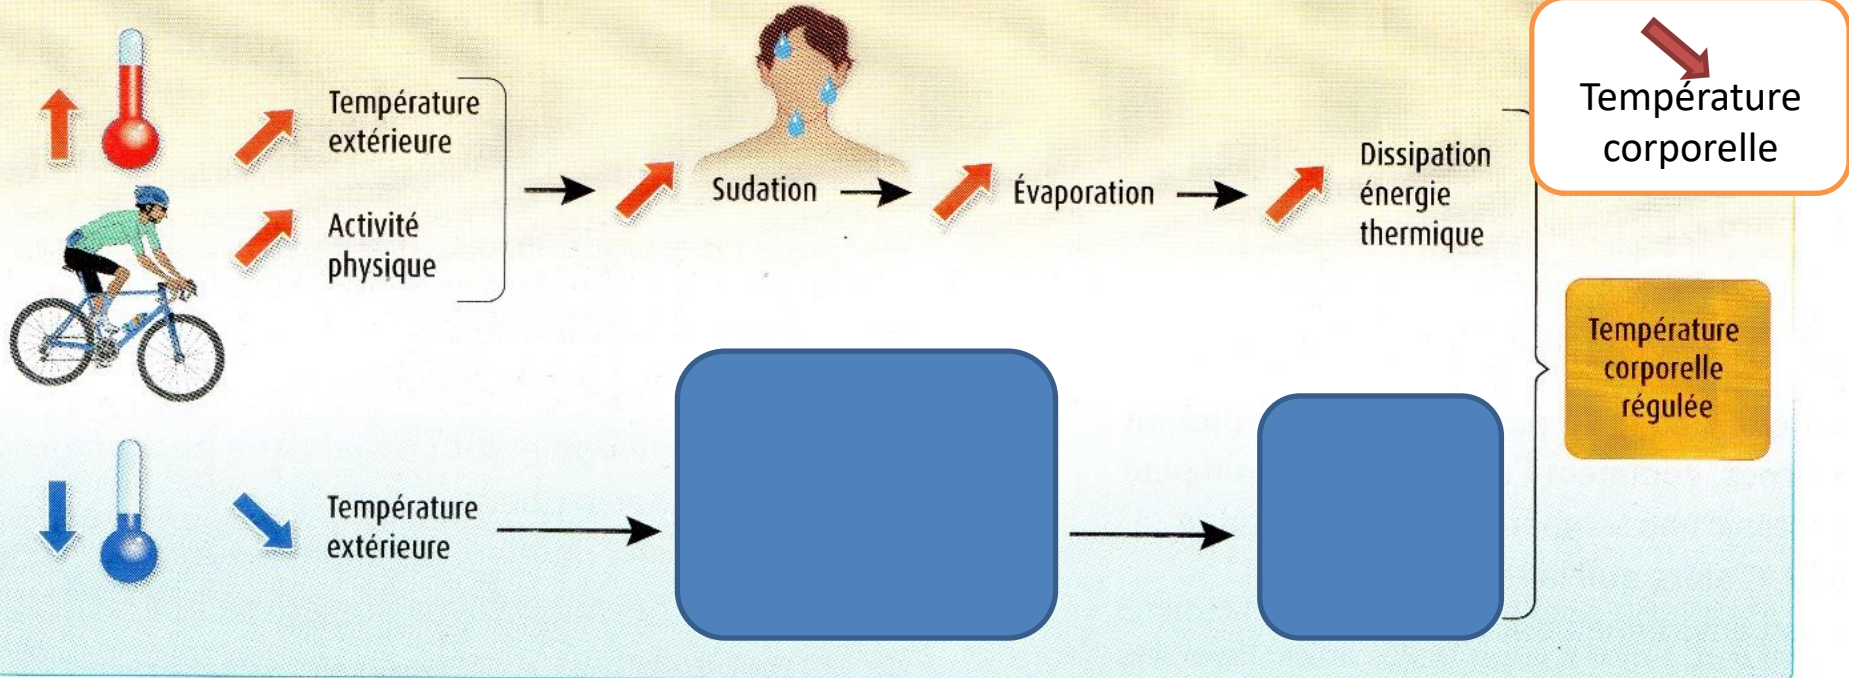 Température
extérieure
Activité
physique
Sudation
Évaporation
Dissipation
énergie
thermique
Température
corporelle
Température
corporelle
régulée
Température
extérieure